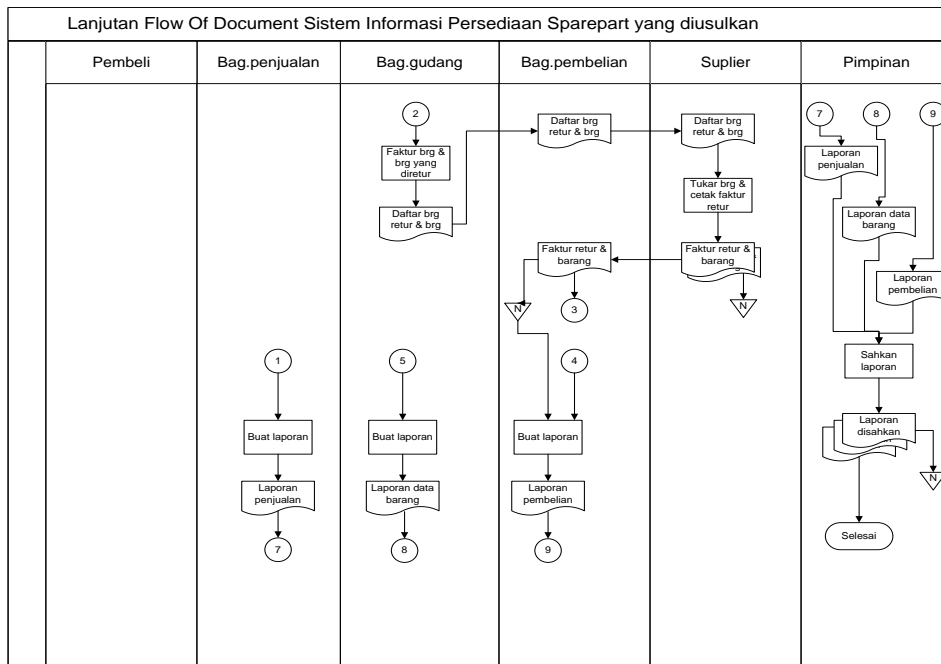 Lanjutan Flow Of Document Sistem Informasi Persediaan Sparepart yang diusulkan
Pembeli
Bag.penjualan
Bag.gudang
Bag.pembelian
Suplier
Pimpinan
2
Faktur brg &
brg yang
diretur
Daftar brg
retur & brg
Daftar brg
retur & brg
Daftar brg
retur & brg
Tukar brg &
cetak faktur
retur
Faktur retur &
barang
N
Faktur retur &
barang
N
3
1
Buat laporan
Laporan
penjualan
7
5
Buat laporan
Laporan data
barang
8
4
Buat laporan
Laporan
pembelian
9
7
8
9
Laporan
penjualan
Laporan data
barang
Laporan
pembelian
Sahkan
laporan
Laporan
disahkan
N
Selesai